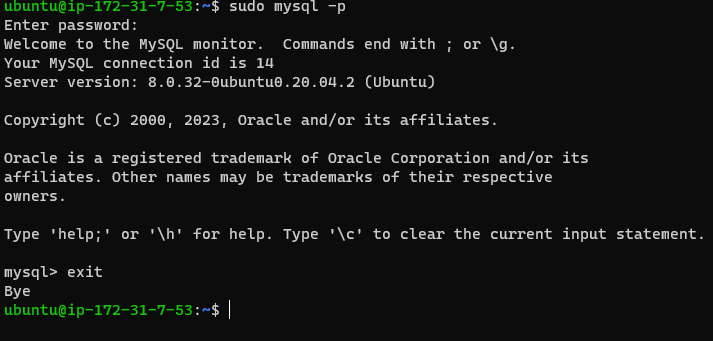 ubuntu@ip-172-31-7-53:~$ sudo mysql -p
Enter password:
Welcome to the MySQL monitor.  Commands end with ; or \g.
Your MySQL connection id is 14
Server version: 8.0.32-0ubuntu0.20.04.2 (Ubuntu)

Copyright (c) 2000, 2023, Oracle and/or its affiliates.

Oracle is a registered trademark of Oracle Corporation and/or its
affiliates. Other names may be trademarks of their respective
owners.

Type 'help;' or '\h' for help. Type '\c' to clear the current input statement.

mysql> exit
Bye
ubuntu@ip-172-31-7-53:~$